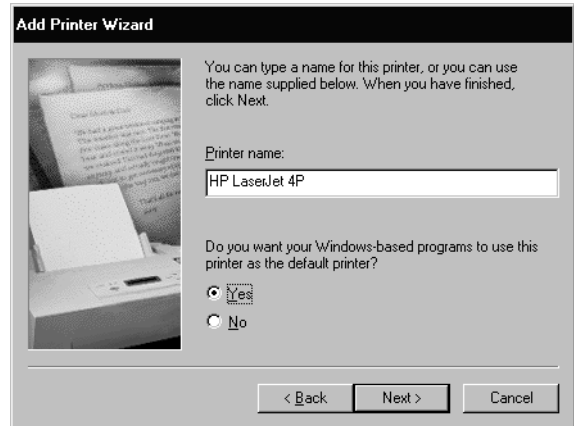 Add Printer Wizard
You can type a name for this printer, or you can use
the name supplied below. When you have finished,
click Next.
Printer name:
HP LaserJet 4P
Do you want your Windows-based programs to use this
printer as the default printer?
Yes
No
< Back
Next >
Cancel